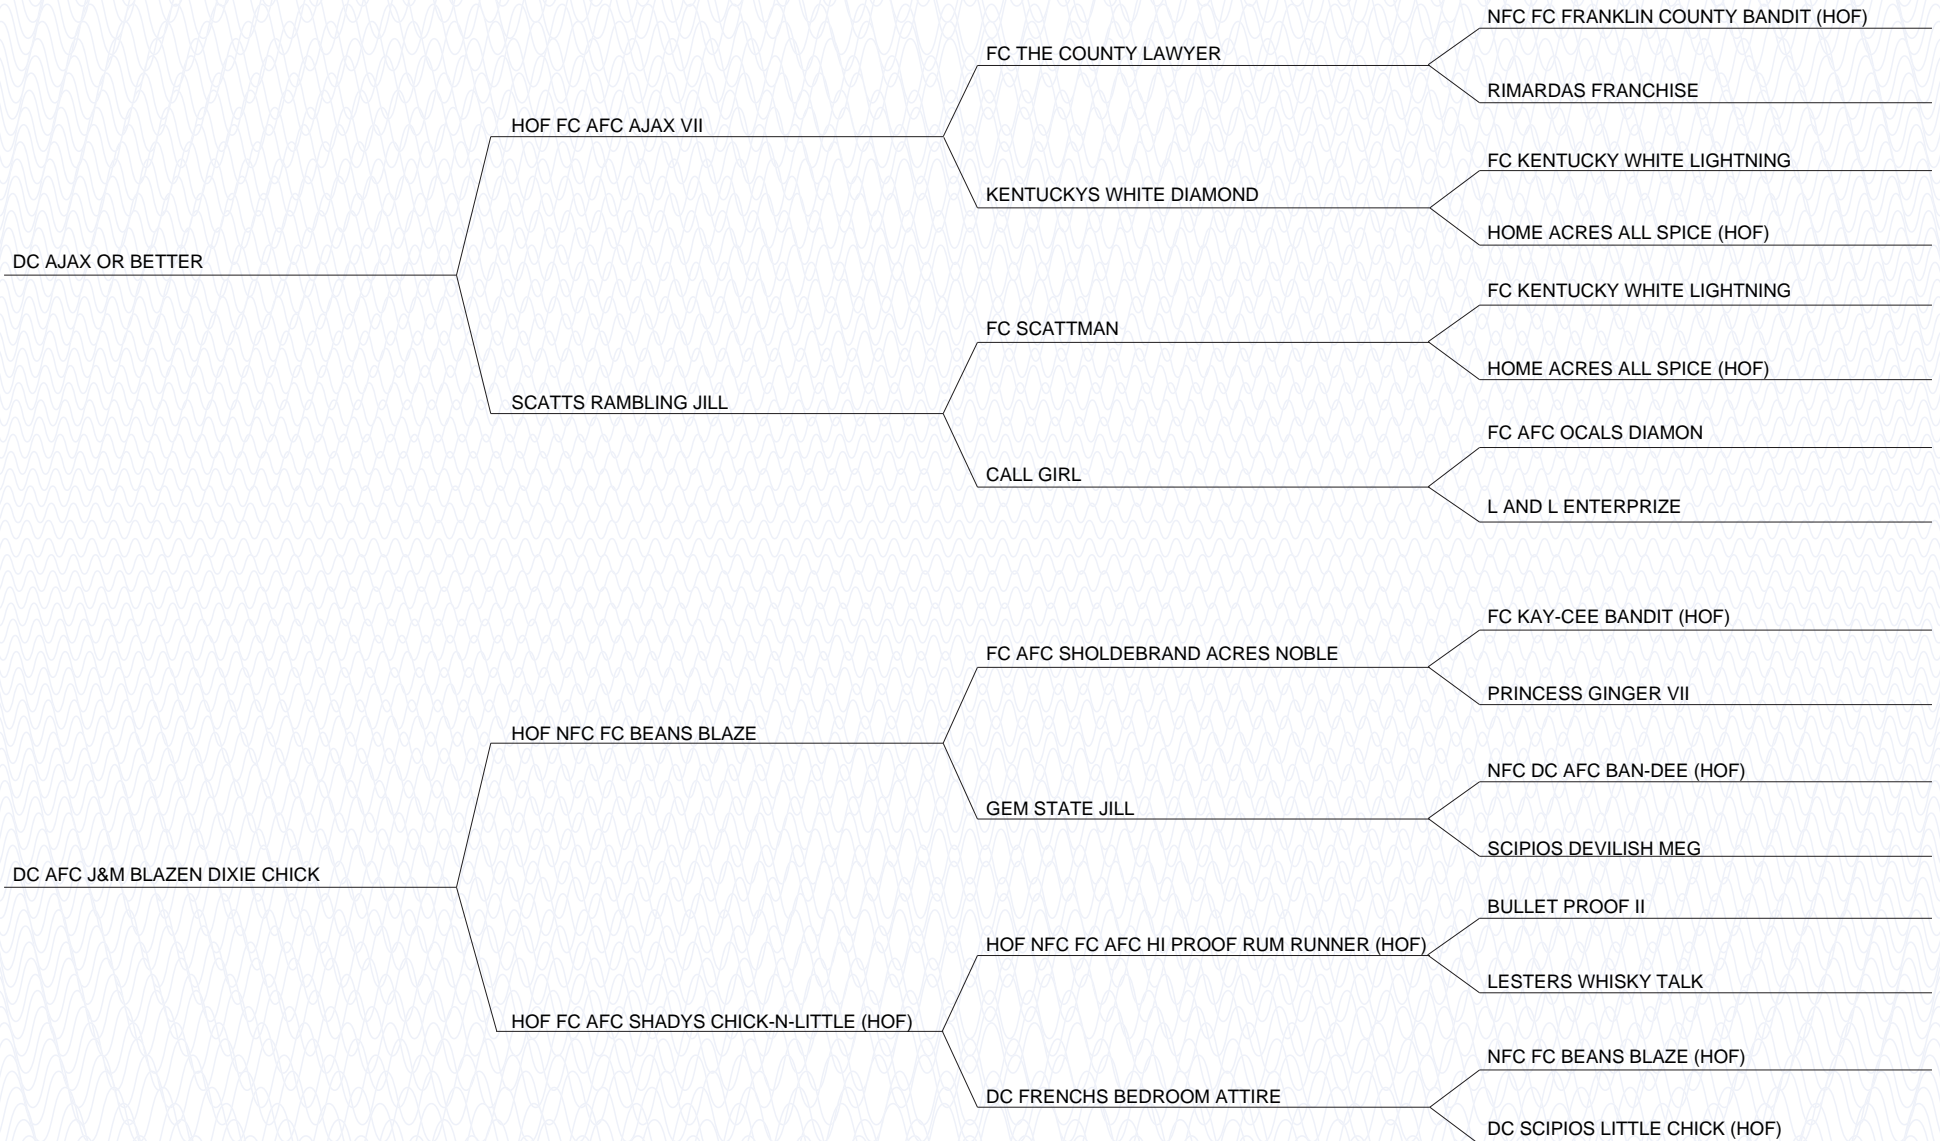 NFC FC FRANKLIN COUNTY BANDIT (HOF)
FC THE COUNTY LAWYER
RIMARDAS FRANCHISE
HOF FC AFC AJAX VII
FC KENTUCKY WHITE LIGHTNING
KENTUCKYS WHITE DIAMOND
HOME ACRES ALL SPICE (HOF)
DC AJAX OR BETTER
FC KENTUCKY WHITE LIGHTNING
FC SCATTMAN
HOME ACRES ALL SPICE (HOF)
SCATTS RAMBLING JILL
FC AFC OCALS DIAMON
CALL GIRL
L AND L ENTERPRIZE
FC KAY-CEE BANDIT (HOF)
FC AFC SHOLDEBRAND ACRES NOBLE
PRINCESS GINGER VII
HOF NFC FC BEANS BLAZE
NFC DC AFC BAN-DEE (HOF)
GEM STATE JILL
SCIPIOS DEVILISH MEG
DC AFC J&M BLAZEN DIXIE CHICK
BULLET PROOF II
HOF NFC FC AFC HI PROOF RUM RUNNER (HOF)
LESTERS WHISKY TALK
HOF FC AFC SHADYS CHICK-N-LITTLE (HOF)
NFC FC BEANS BLAZE (HOF)
DC FRENCHS BEDROOM ATTIRE
DC SCIPIOS LITTLE CHICK (HOF)